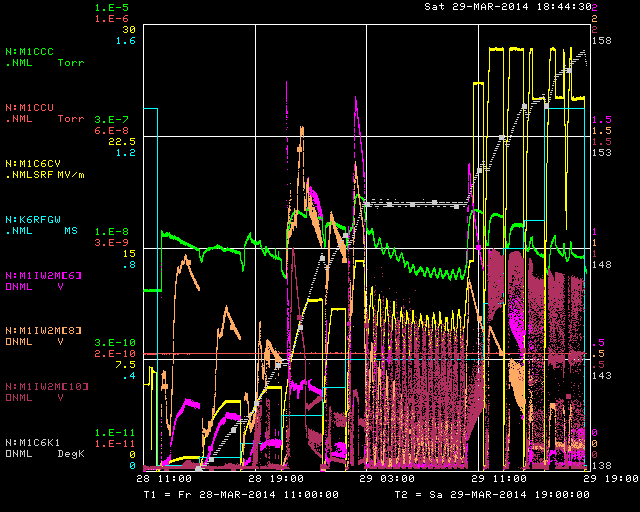 Sat 29-MAR-2014 18:44:30
1.E-5 2
1.E-6 2
30 2
1.6 158
N:M1CCC
.NML Torr
N:M1CCU
.NML Torr
3.E-7 1.5
6.E-8 1.5
22.5 1.5
1.2 153
N:M1C6CV
.NMLSRF MV/m
N:K6RFGW
.NML MS
1.E-8 1
3.E-9 1
15 1
.8 148
N:M1IW2M[6]
@NML V
N:M1IW2M[8]
@NML V
3.E-10 .5
2.E-10 .5
7.5 .5
.4 143
N:M1IW2M[10]
@NML V
N:M1C6K1
@NML DegK
1.E-11 0
1.E-11 0
0 0
0 138
28 11:00 28 19:00 29 03:00 29 11:00 29 19:00
T1 = Fr 28-MAR-2014 11:00:00 T2 = Sa 29-MAR-2014 19:00:00